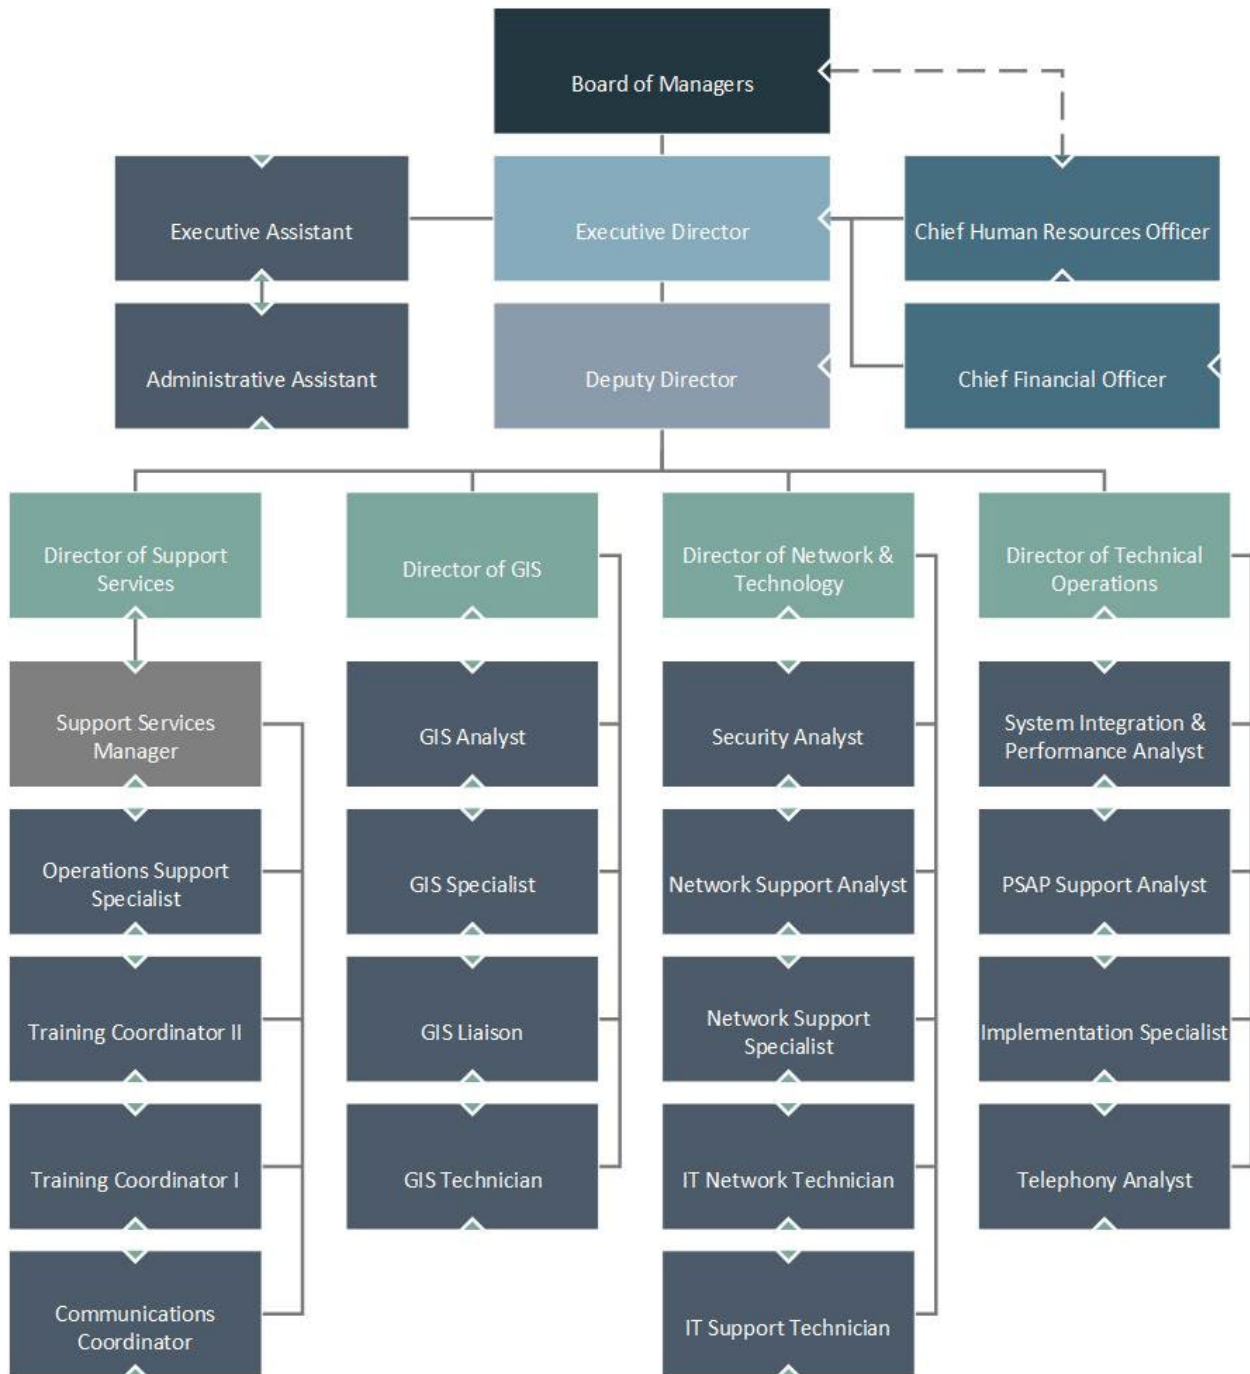 Board of Managers
Executive Assistant
Executive Director
Chief Human Resources Officer
Administrative Assistant
Deputy Director
Chief Financial Officer
Director of Support
Services
Director of GIS
Director of Network &
Technology
Director of Technical
Operations
Support Services
Manager
GIS Analyst
Security Analyst
System Integration &
Performance Analyst
Operations Support
Specialist
GIS Specialist
Network Support Analyst
PSAP Support Analyst
Training Coordinator II
GIS Liaison
Network Support
Specialist
Implementation Specialist
Training Coordinator I
GIS Technician
IT Network Technician
Telephony Analyst
Communications
Coordinator
IT Support Technician